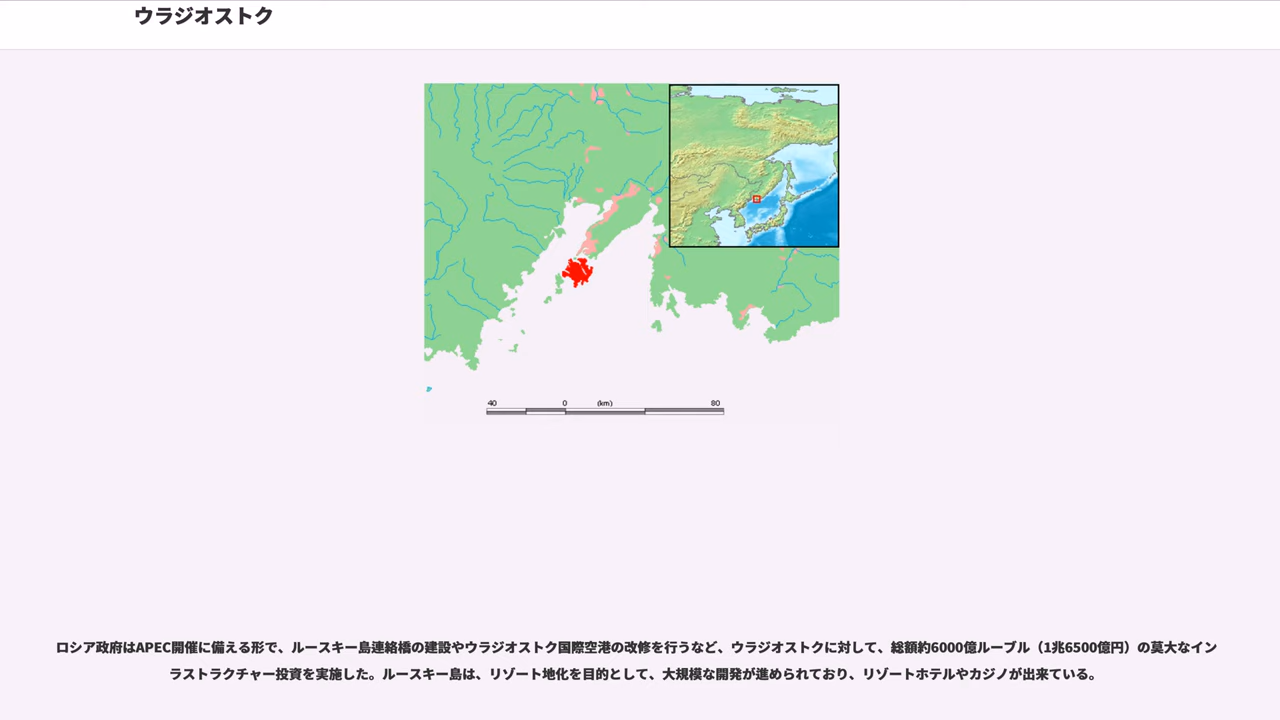 ウラジオストク
40 0 (km) 80
ロシア政府はAPEC開催に備える形で、ルースキー島連絡橋の建設やウラジオストク国際空港の改修を行うなど、ウラジオストクに対して、総額約6000億ルーブル（1兆6500億円）の莫大なイン
ラストラクチャー投資を実施した。ルースキー島は、リゾート地化を目的として、大規模な開発が進められており、リゾートホテルやカジノが出来ている。